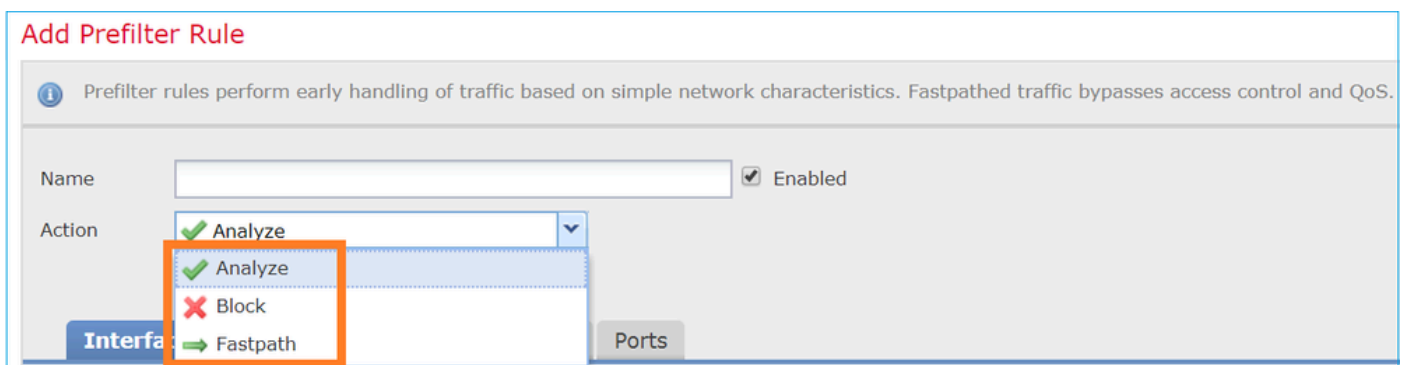 Add Prefilter Rule
Prefilter rules perform early handling of traffic based on simple network characteristics. Fastpathed traffic bypasses access control and QoS.
Name
Enabled
Action
Analyze
Analyze
Block
Fastpath
Ports